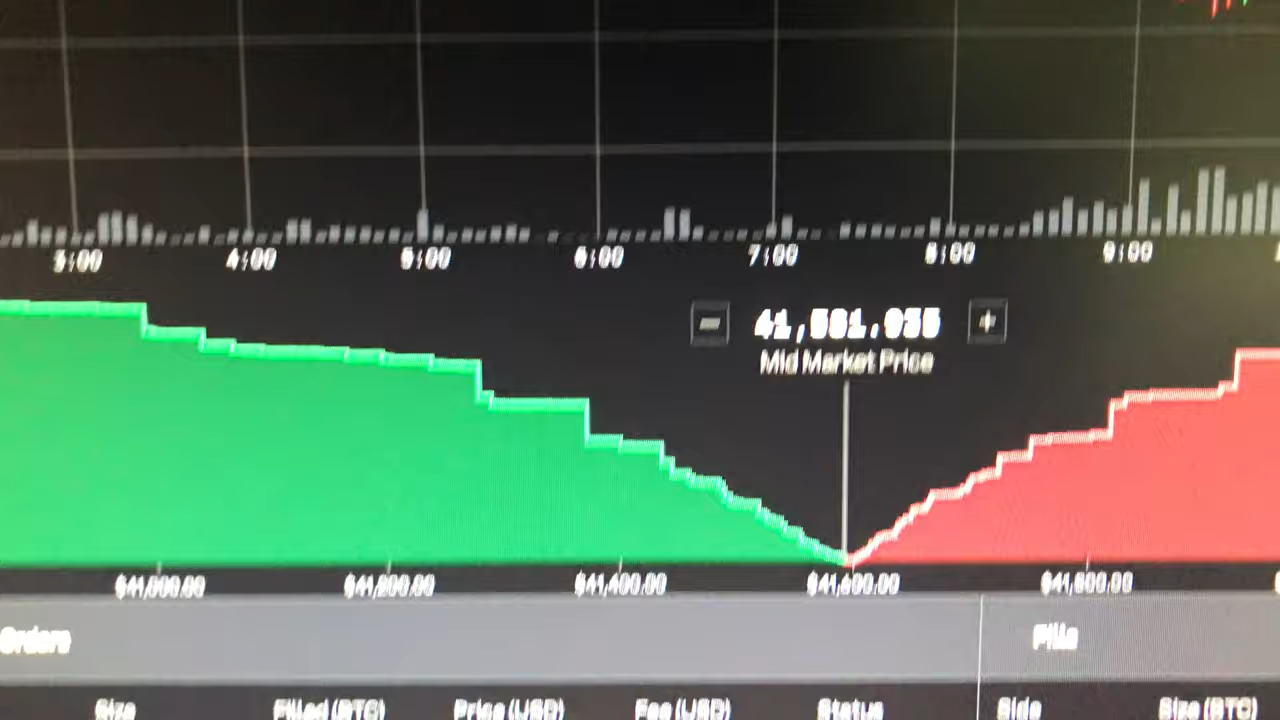 3:00 4:00 5:00 6:00 7:00 8:00 9:00
Mid Market Price
$41,000.00 $41,200.00 $41,400.00 $41,600.00 $41,800.00
Orders Fills
Size Filled (BTC) Price (USD) Fee (USD) Status Side Size (BTC)